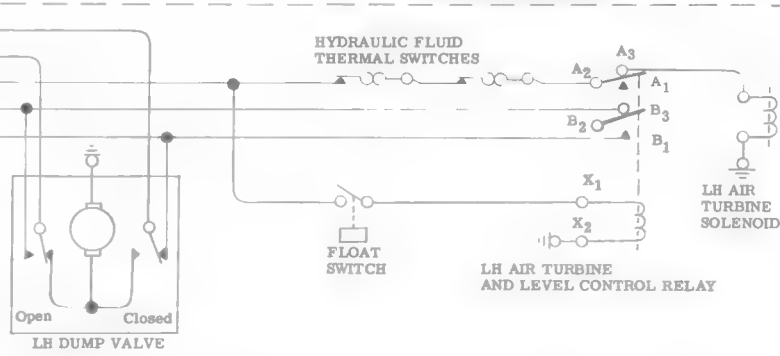 HYDRAULIC FLUID
THERMAL SWITCHES
A3
A2
A1
B3
B2
B1
X1
X2
LH AIR
TURBINE
SOLENOID
FLOAT
SWITCH
LH AIR TURBINE
AND LEVEL CONTROL RELAY
Open
Closed
LH DUMP VALVE